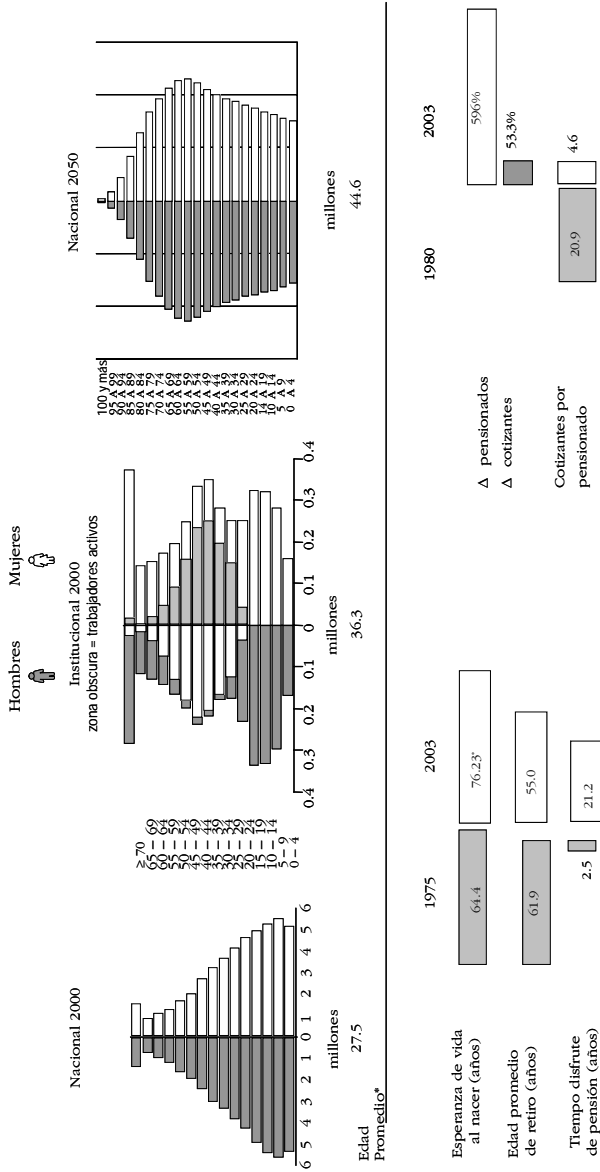 Hombres
Mujeres
Nacional 2000
6 5 4 3 2 1 0 1 2 3 4 5 6
millones
27.5
Edad
Promedio*
Institucional 2000
zona obscura = trabajadores activos
≥ 70
65 – 69
60 – 64
55 – 59
50 – 54
45 – 49
40 – 44
35 – 39
30 – 34
25 – 29
20 – 24
15 – 19
10 – 14
5 – 9
0 – 4
0.4 0.3 0.2 0.1 0 0.1 0.2 0.3 0.4
millones
36.3
Nacional 2050
100 y más
95 A 99
90 A 94
85 A 89
80 A 84
75 A 79
70 A 74
65 A 69
60 A 64
55 A 59
50 A 54
45 A 49
40 A 44
35 A 39
30 A 34
25 A 29
20 A 24
14 A 19
10 A 14
5 A 9
0 A 4
millones
44.6
1975
2003
Esperanza de vida
al nacer (años)
64.4
76.23*
Edad promedio
de retiro (años)
61.9
55.0
Tiempo disfrute
de pensión (años)
2.5
21.2
1980
2003
Δ pensionados
596%
Δ cotizantes
53.3%
Cotizantes por
pensionado
20.9
4.6